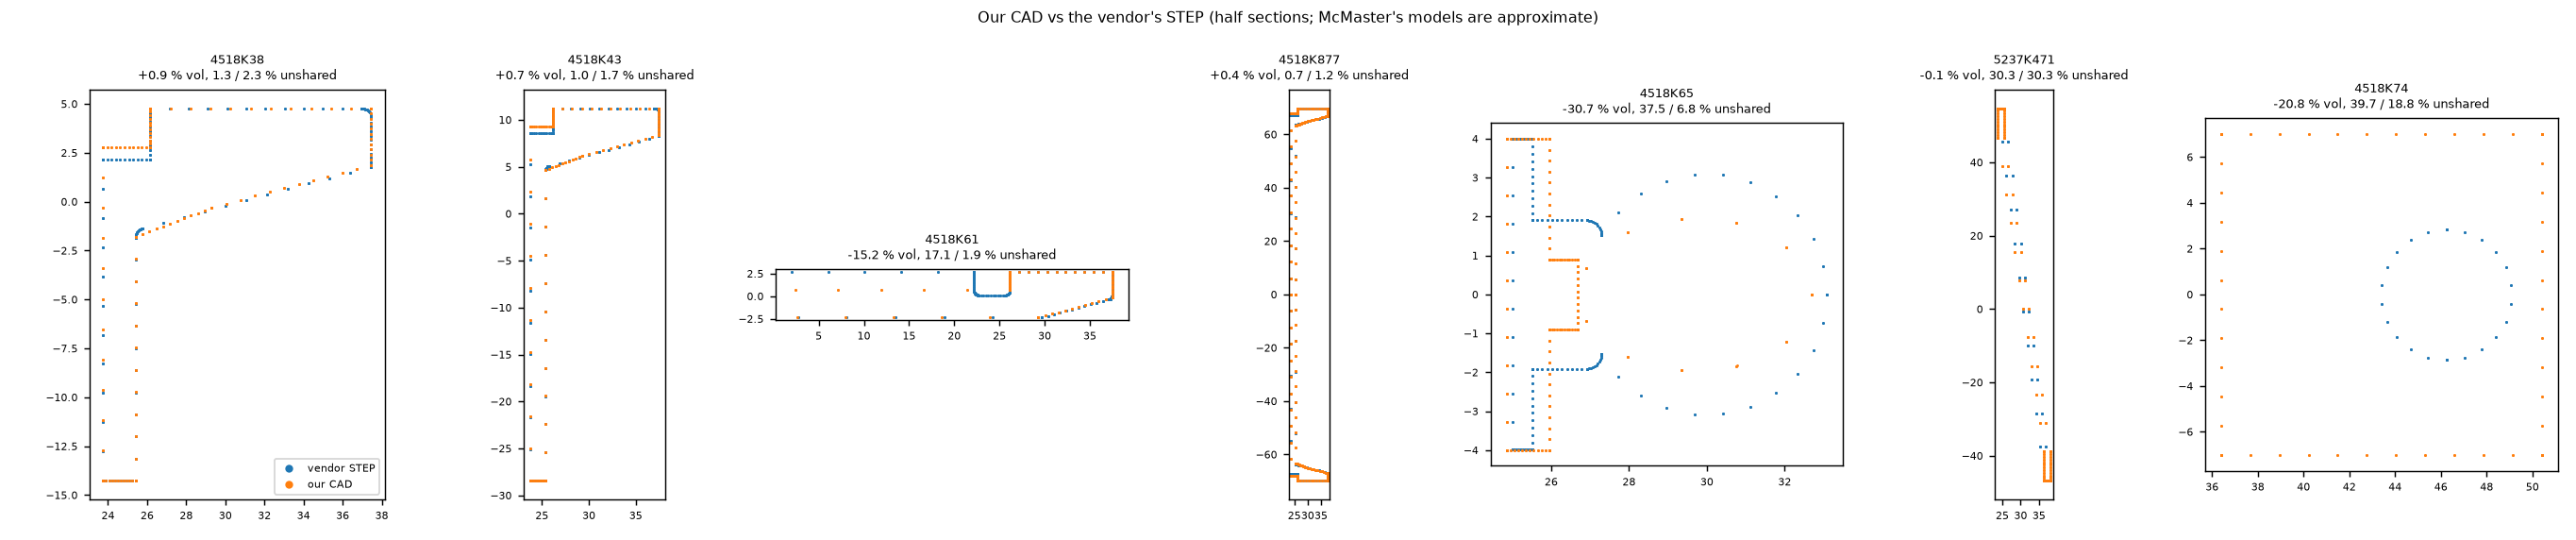 Our CAD vs the vendor's STEP (half sections; McMaster's models are approximate)
4518K38
+0.9 % vol, 1.3 / 2.3 % unshared
5.0
2.5
0.0
−2.5
−5.0
−7.5
−10.0
−12.5
−15.0
24 26 28 30 32 34 36 38
vendor STEP
our CAD
4518K43
+0.7 % vol, 1.0 / 1.7 % unshared
10
5
0
−5
−10
−15
−20
−25
−30
25 30 35
4518K61
-15.2 % vol, 17.1 / 1.9 % unshared
2.5
0.0
−2.5
5 10 15 20 25 30 35
4518K877
+0.4 % vol, 0.7 / 1.2 % unshared
60
40
20
0
−20
−40
−60
25 30 35
4518K65
-30.7 % vol, 37.5 / 6.8 % unshared
4
3
2
1
0
−1
−2
−3
−4
26 28 30 32
5237K471
-0.1 % vol, 30.3 / 30.3 % unshared
40
20
0
−20
−40
25 30 35
4518K74
-20.8 % vol, 39.7 / 18.8 % unshared
6
4
2
0
−2
−4
−6
36 38 40 42 44 46 48 50